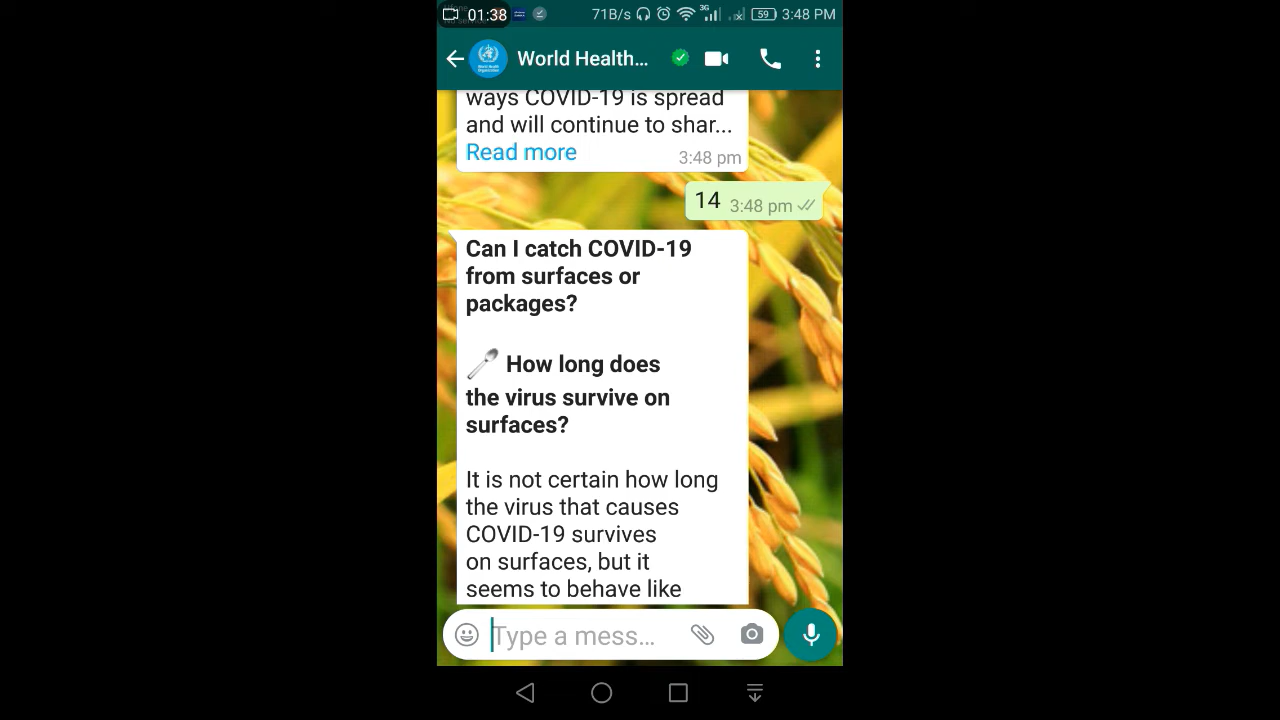 01:38
71B/s 3G 59 3:48 PM
World Health...
ways COVID-19 is spread
and will continue to shar...
Read more 3:48 pm
14 3:48 pm
Can I catch COVID-19
from surfaces or
packages?
How long does
the virus survive on
surfaces?
It is not certain how long
the virus that causes
COVID-19 survives
on surfaces, but it
seems to behave like
Type a mess...